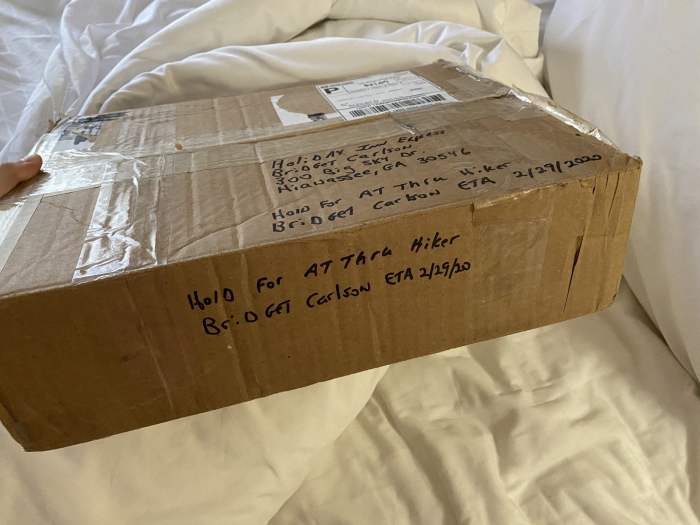 P
HoliDAY Inn Express
BriDGET Carlson
300 Big SKY Dr.
Hiawassee, GA 30546
Hold For AT Thru Hiker
BriDGET Carlson ETA 2/29/2020
Hold For AT Thru Hiker
BriDGET Carlson ETA 2/29/20